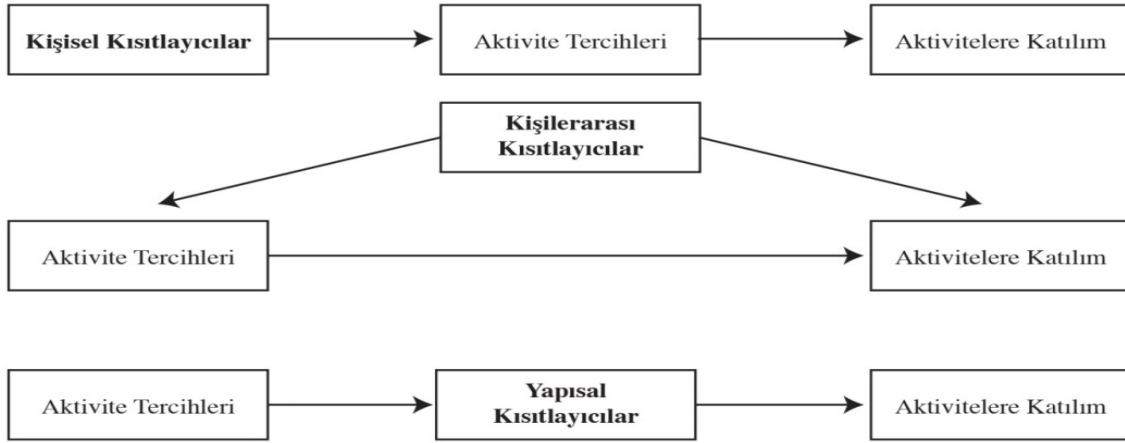 Kişisel Kısıtlayıcılar
Aktivite Tercihleri
Aktivitelere Katılım
Kişilerarası
Kısıtlayıcılar
Aktivite Tercihleri
Aktivitelere Katılım
Aktivite Tercihleri
Yapısal
Kısıtlayıcılar
Aktivitelere Katılım